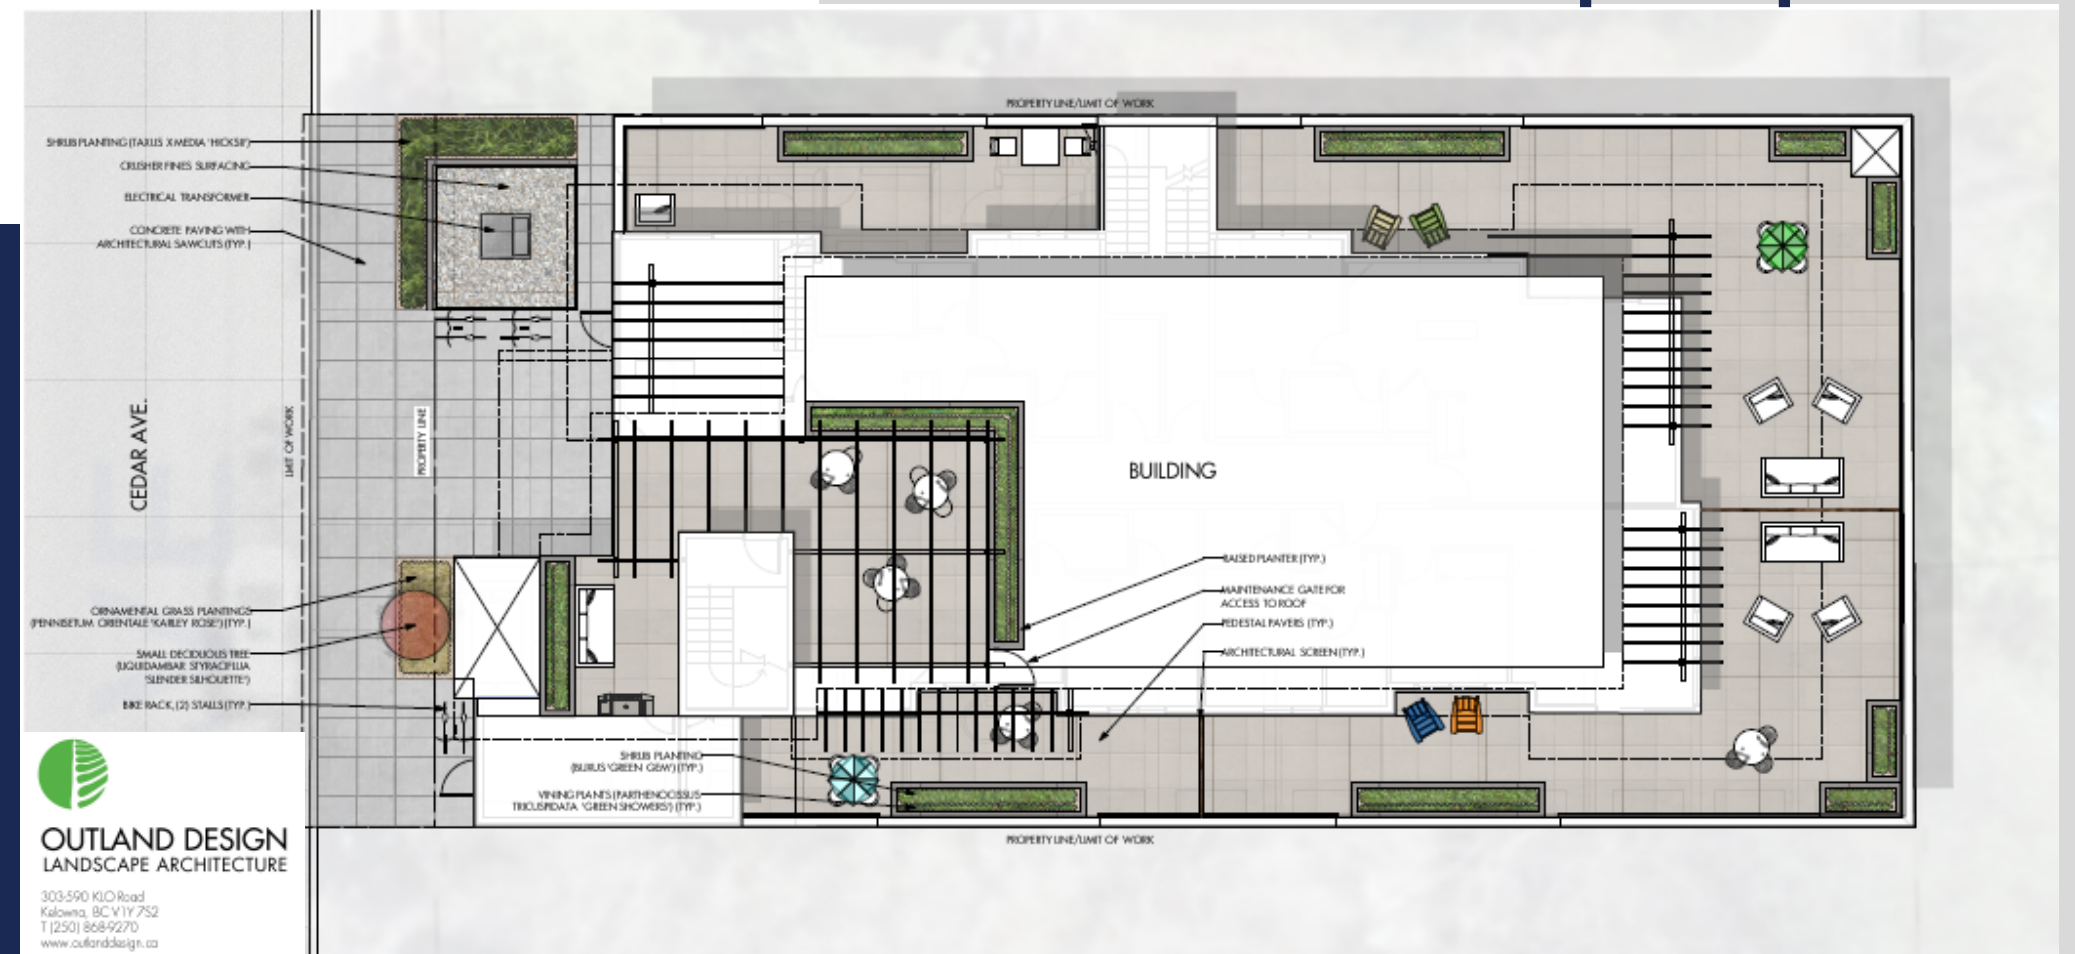 PROPERTY LINE/LIMIT OF WORK
SHRUB PLANTING (TAXUS X MEDIA 'HICKSII')
CRUSHER FINES SURFACING
ELECTRICAL TRANSFORMER
CONCRETE PAVING WITH
ARCHITECTURAL SAWCUTS (TYP.)
CEDAR AVE.
LIMIT OF WORK
PROPERTY LINE
BUILDING
RAISED PLANTER (TYP.)
MAINTENANCE GATE FOR
ACCESS TO ROOF
PEDESTAL PAVERS (TYP.)
ARCHITECTURAL SCREEN (TYP.)
ORNAMENTAL GRASS PLANTINGS
(PENNISETUM ORIENTALE 'KARLEY ROSE') (TYP.)
SMALL DECIDUOUS TREE
(LIQUIDAMBAR STYRACIFLUA
'SLENDER SILHOUETTE')
BIKE RACK, (2) STALLS (TYP.)
SHRUB PLANTING
(BUXUS 'GREEN GEM') (TYP.)
VINING PLANTS (PARTHENOCISSUS
TRICUSPIDATA 'GREEN SHOWERS') (TYP.)
PROPERTY LINE/LIMIT OF WORK
OUTLAND DESIGN
LANDSCAPE ARCHITECTURE
303-590 KLO Road
Kelowna, BC V1Y 7S2
T (250) 868-9270
www.outlanddesign.ca